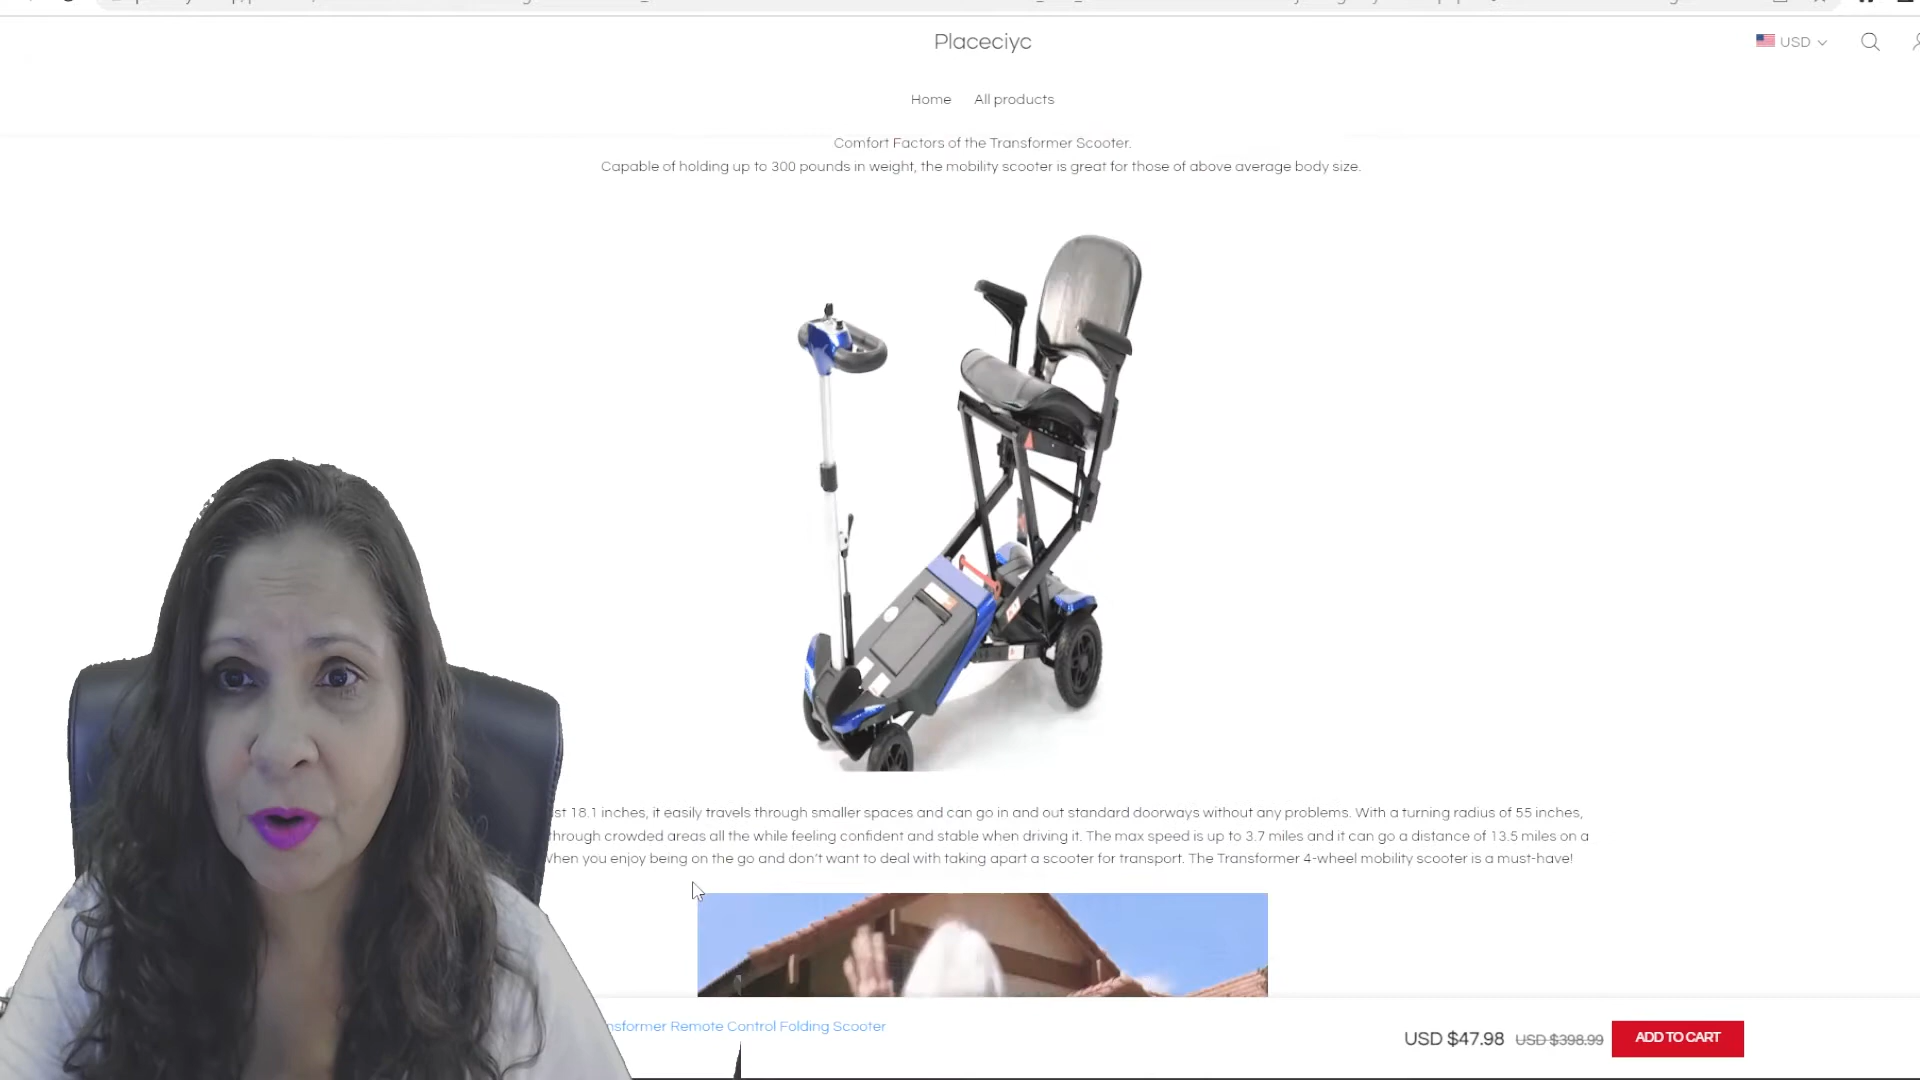 Placeciyc
USD
Home All products
Comfort Factors of the Transformer Scooter.
Capable of holding up to 300 pounds in weight, the mobility scooter is great for those of above average body size.
18.1 inches, it easily travels through smaller spaces and can go in and out standard doorways without any problems. With a turning radius of 55 inches,
through crowded areas all the while feeling confident and stable when driving it. The max speed is up to 3.7 miles and it can go a distance of 13.5 miles on a
When you enjoy being on the go and don't want to deal with taking apart a scooter for transport. The Transformer 4-wheel mobility scooter is a must-have!
nsformer Remote Control Folding Scooter
USD $47.98 USD $398.99 ADD TO CART